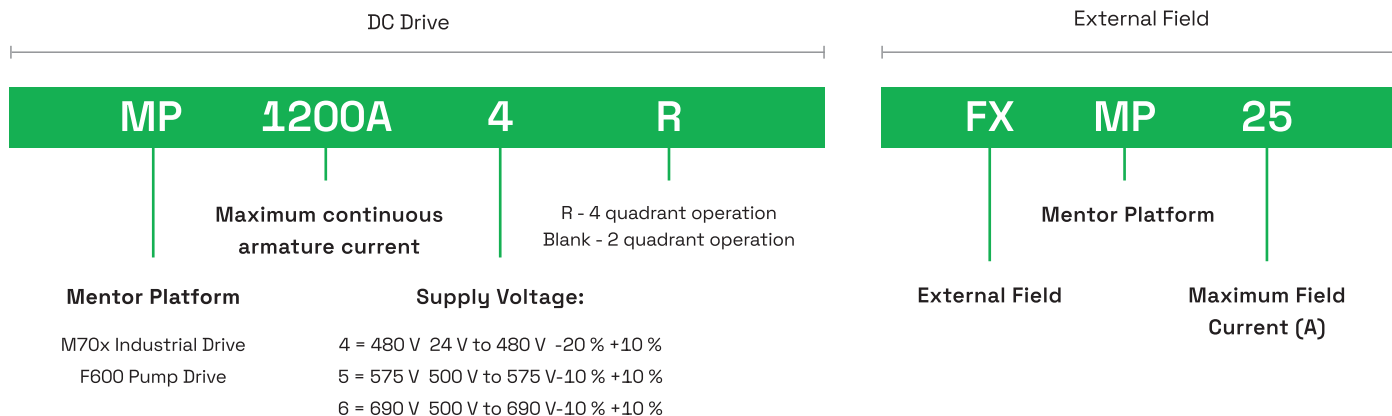 DC Drive
MP 1200A 4 R
Maximum continuous
armature current
R - 4 quadrant operation
Blank - 2 quadrant operation
Mentor Platform
M70x Industrial Drive
F600 Pump Drive
Supply Voltage:
4 = 480 V 24 V to 480 V -20 % +10 %
5 = 575 V 500 V to 575 V-10 % +10 %
6 = 690 V 500 V to 690 V-10 % +10 %
External Field
FX MP 25
Mentor Platform
External Field
Maximum Field
Current (A)